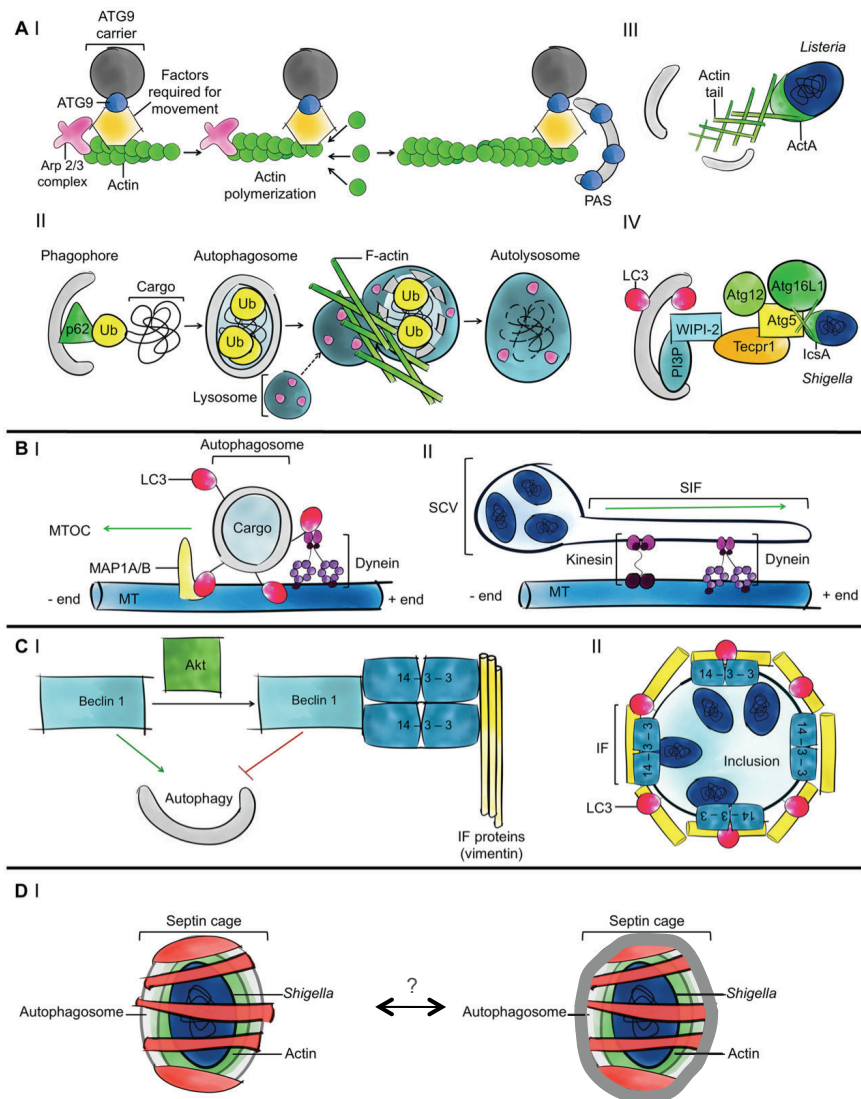 A I
ATG9
carrier
ATG9
Factors
required for
movement
Arp 2/3
complex
Actin
Actin
polymerization
PAS
III
Listeria
Actin
tail
ActA
II
Phagophore
Cargo
p62
Ub
Autophagosome
Ub
Ub
Lysosome
F-actin
Ub
Ub
Autolysosome
IV
LC3
Atg12
Atg16L1
WIPI-2
Atg5
PI3P
Tecpr1
IcsA
Shigella
B I
Autophagosome
LC3
Cargo
MTOC
MAP1A/B
Dynein
- end
MT
+ end
II
SCV
SIF
Kinesin
Dynein
- end
MT
+ end
C I
Akt
Beclin 1
Beclin 1
14 – 3 – 3
14 – 3 – 3
Autophagy
IF proteins
(vimentin)
II
14 – 3 – 3
IF
14 – 3 – 3
14 – 3 – 3
Inclusion
LC3
14 – 3 – 3
D I
Septin cage
Shigella
Autophagosome
Actin
?
Septin cage
Shigella
Autophagosome
Actin